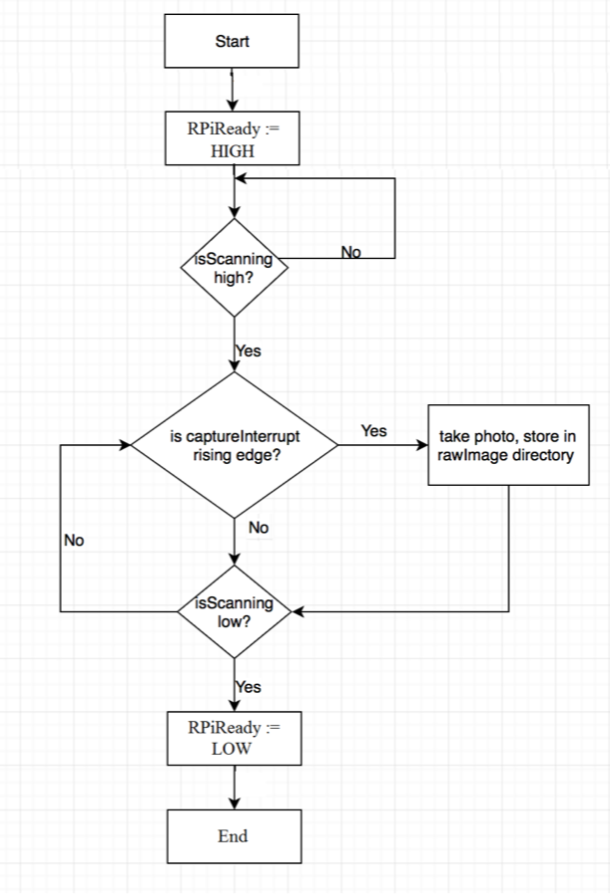 Start
RPiReady :=
HIGH
isScanning
high?
No
Yes
is captureInterrupt
rising edge?
Yes
take photo, store in
rawImage directory
No
No
isScanning
low?
Yes
RPiReady :=
LOW
End